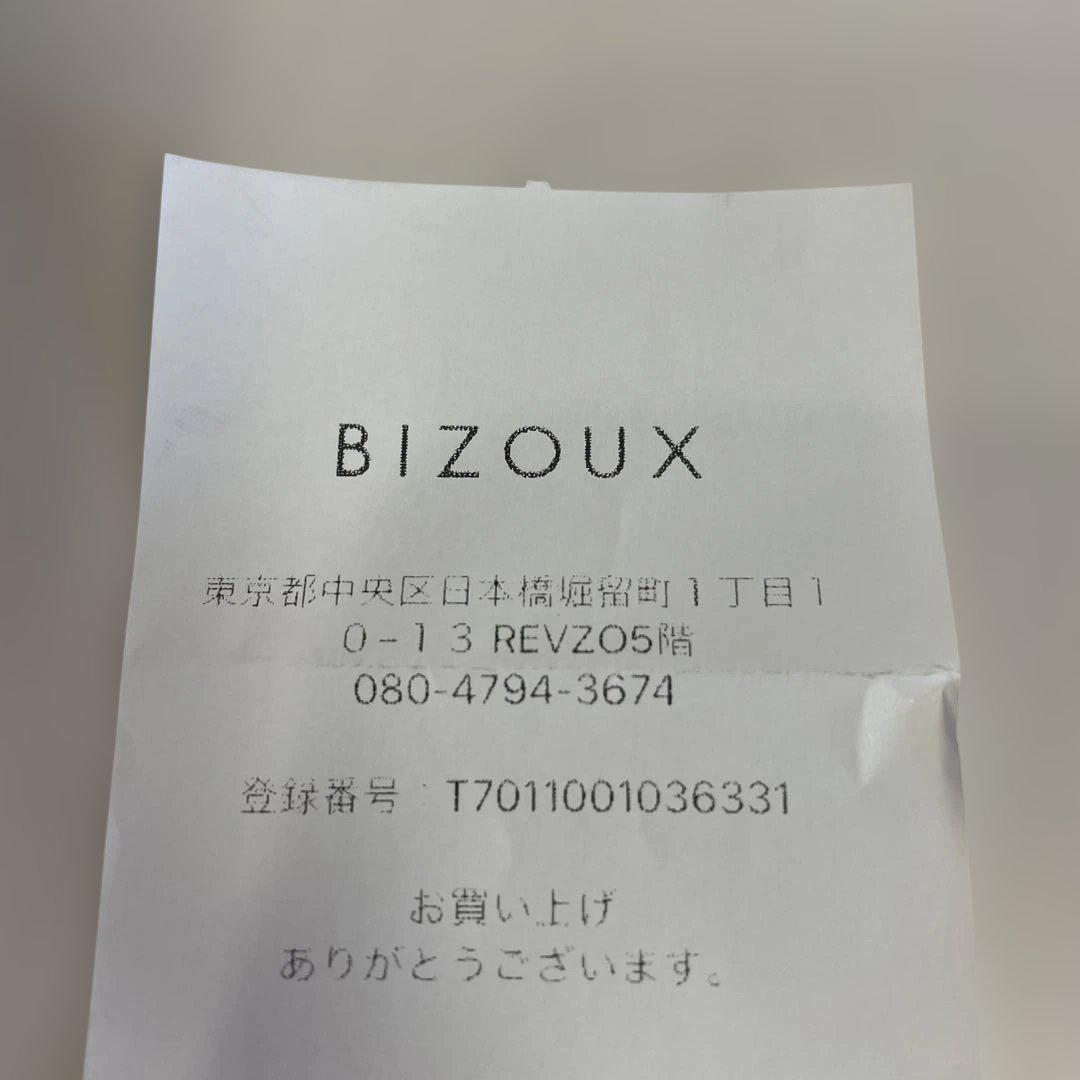 BIZOUX
東京都中央区日本橋堀留町１丁目１
０−１３ REVZO5階
080-4794-3674
登録番号 : T7011001036331
お買い上げ
ありがとうございます。